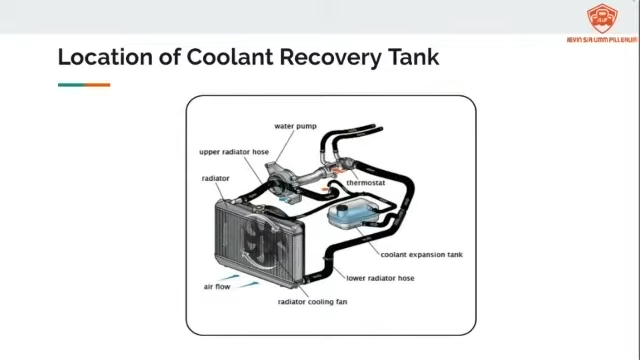 Location of Coolant Recovery Tank
water pump
upper radiator hose
radiator
thermostat
coolant expansion tank
lower radiator hose
air flow
radiator cooling fan